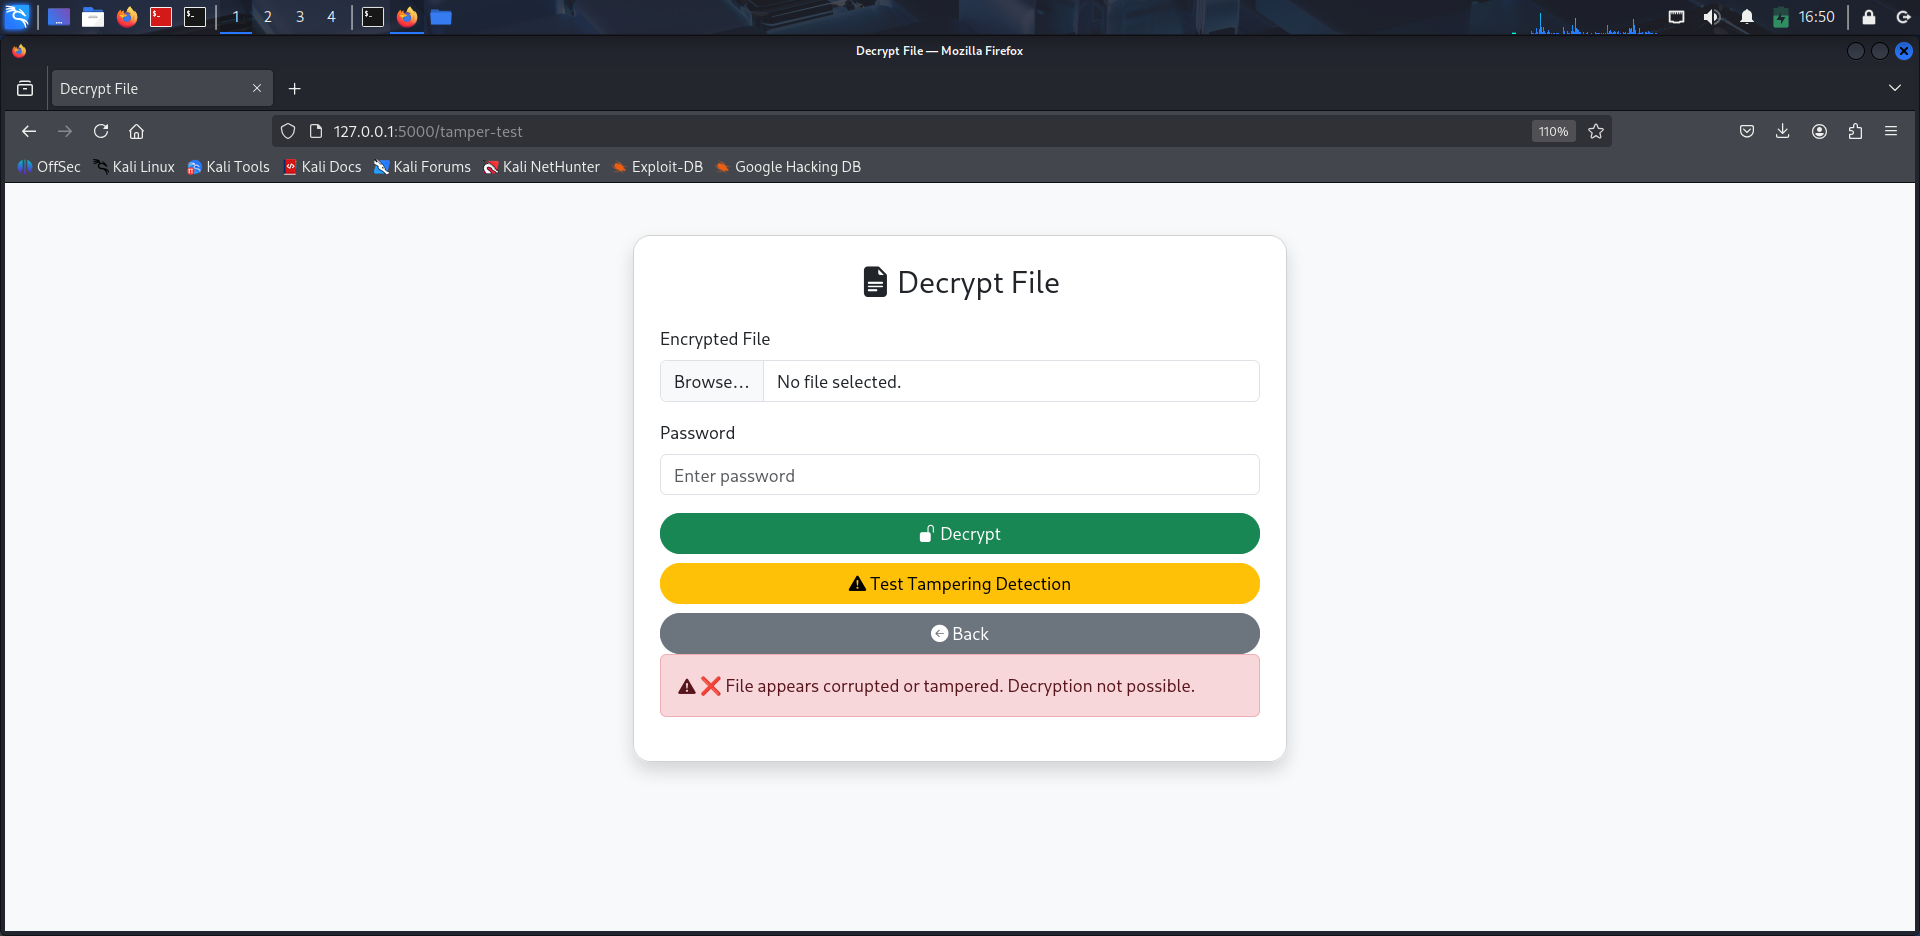 1 2 3 4 16:50
Decrypt File — Mozilla Firefox
Decrypt File
127.0.0.1:5000/tamper-test 110%
OffSec Kali Linux Kali Tools Kali Docs Kali Forums Kali NetHunter Exploit-DB Google Hacking DB
Decrypt File
Encrypted File
Browse... No file selected.
Password
Enter password
Decrypt
Test Tampering Detection
Back
File appears corrupted or tampered. Decryption not possible.